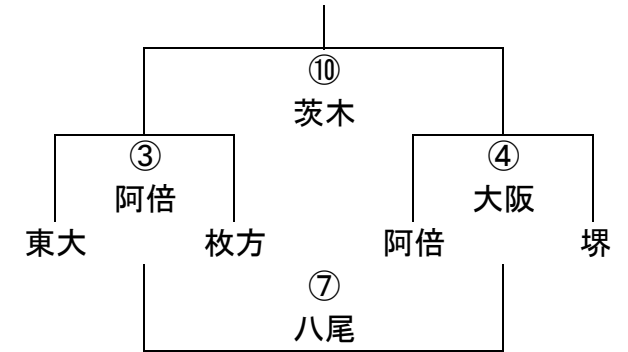 ⑩
茨木
③ ④
阿倍 大阪
東大 枚方 阿倍 堺
⑦
八尾